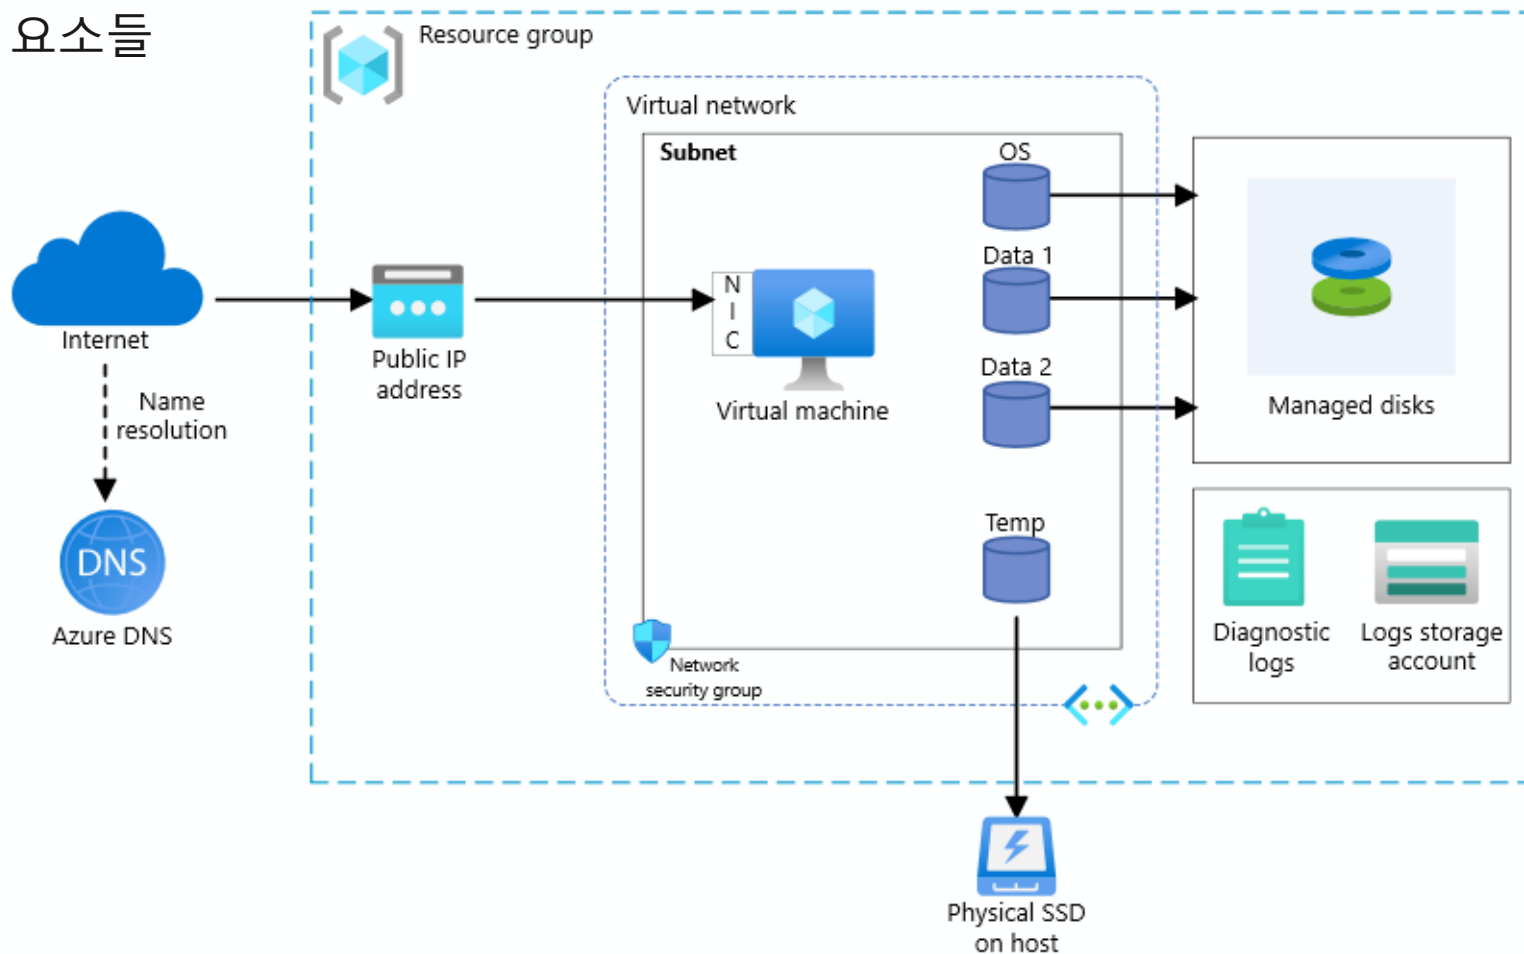 요소들
Resource group
Virtual network
Subnet
OS
Data 1
Data 2
Temp
N
I
C
Virtual machine
Network
security group
Internet
Name
resolution
DNS
Azure DNS
Public IP
address
Managed disks
Diagnostic
logs
Logs storage
account
Physical SSD
on host